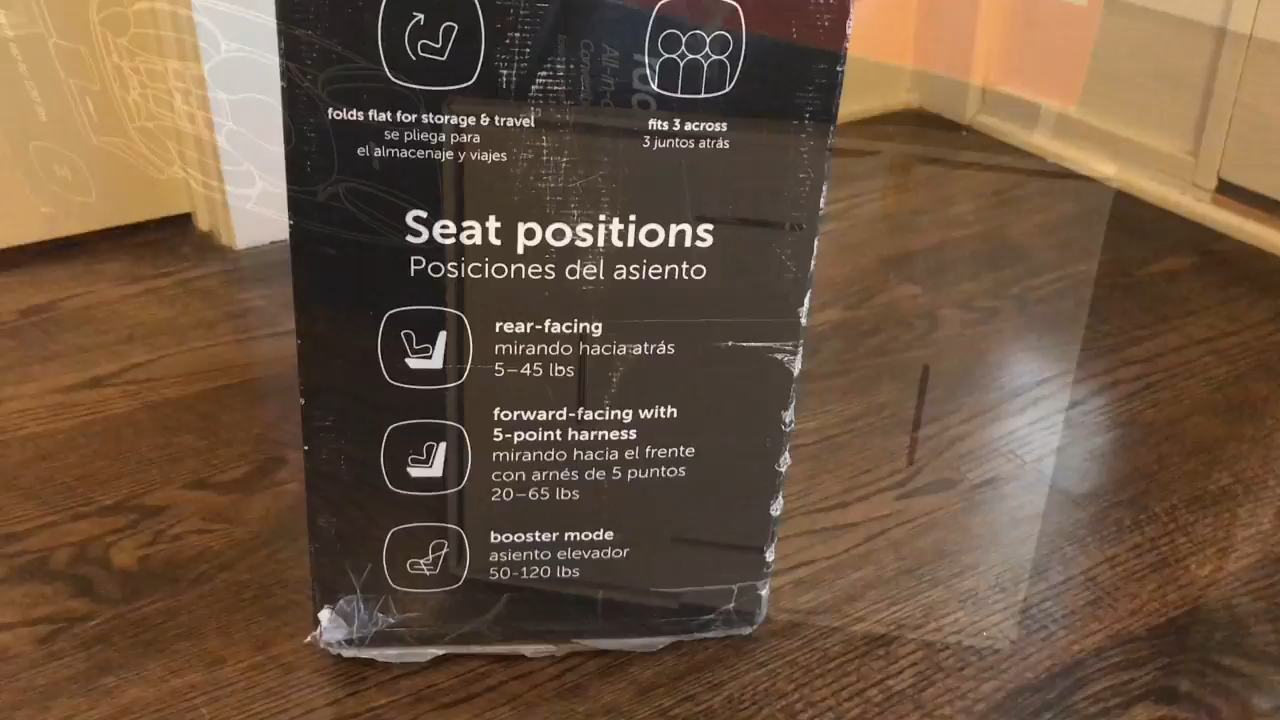 folds flat for storage & travel
se pliega para
el almacenaje y viajes
fits 3 across
3 juntos atrás
Seat positions
Posiciones del asiento
rear-facing
mirando hacia atrás
5–45 lbs
forward-facing with
5-point harness
mirando hacia el frente
con arnés de 5 puntos
20–65 lbs
booster mode
asiento elevador
50-120 lbs